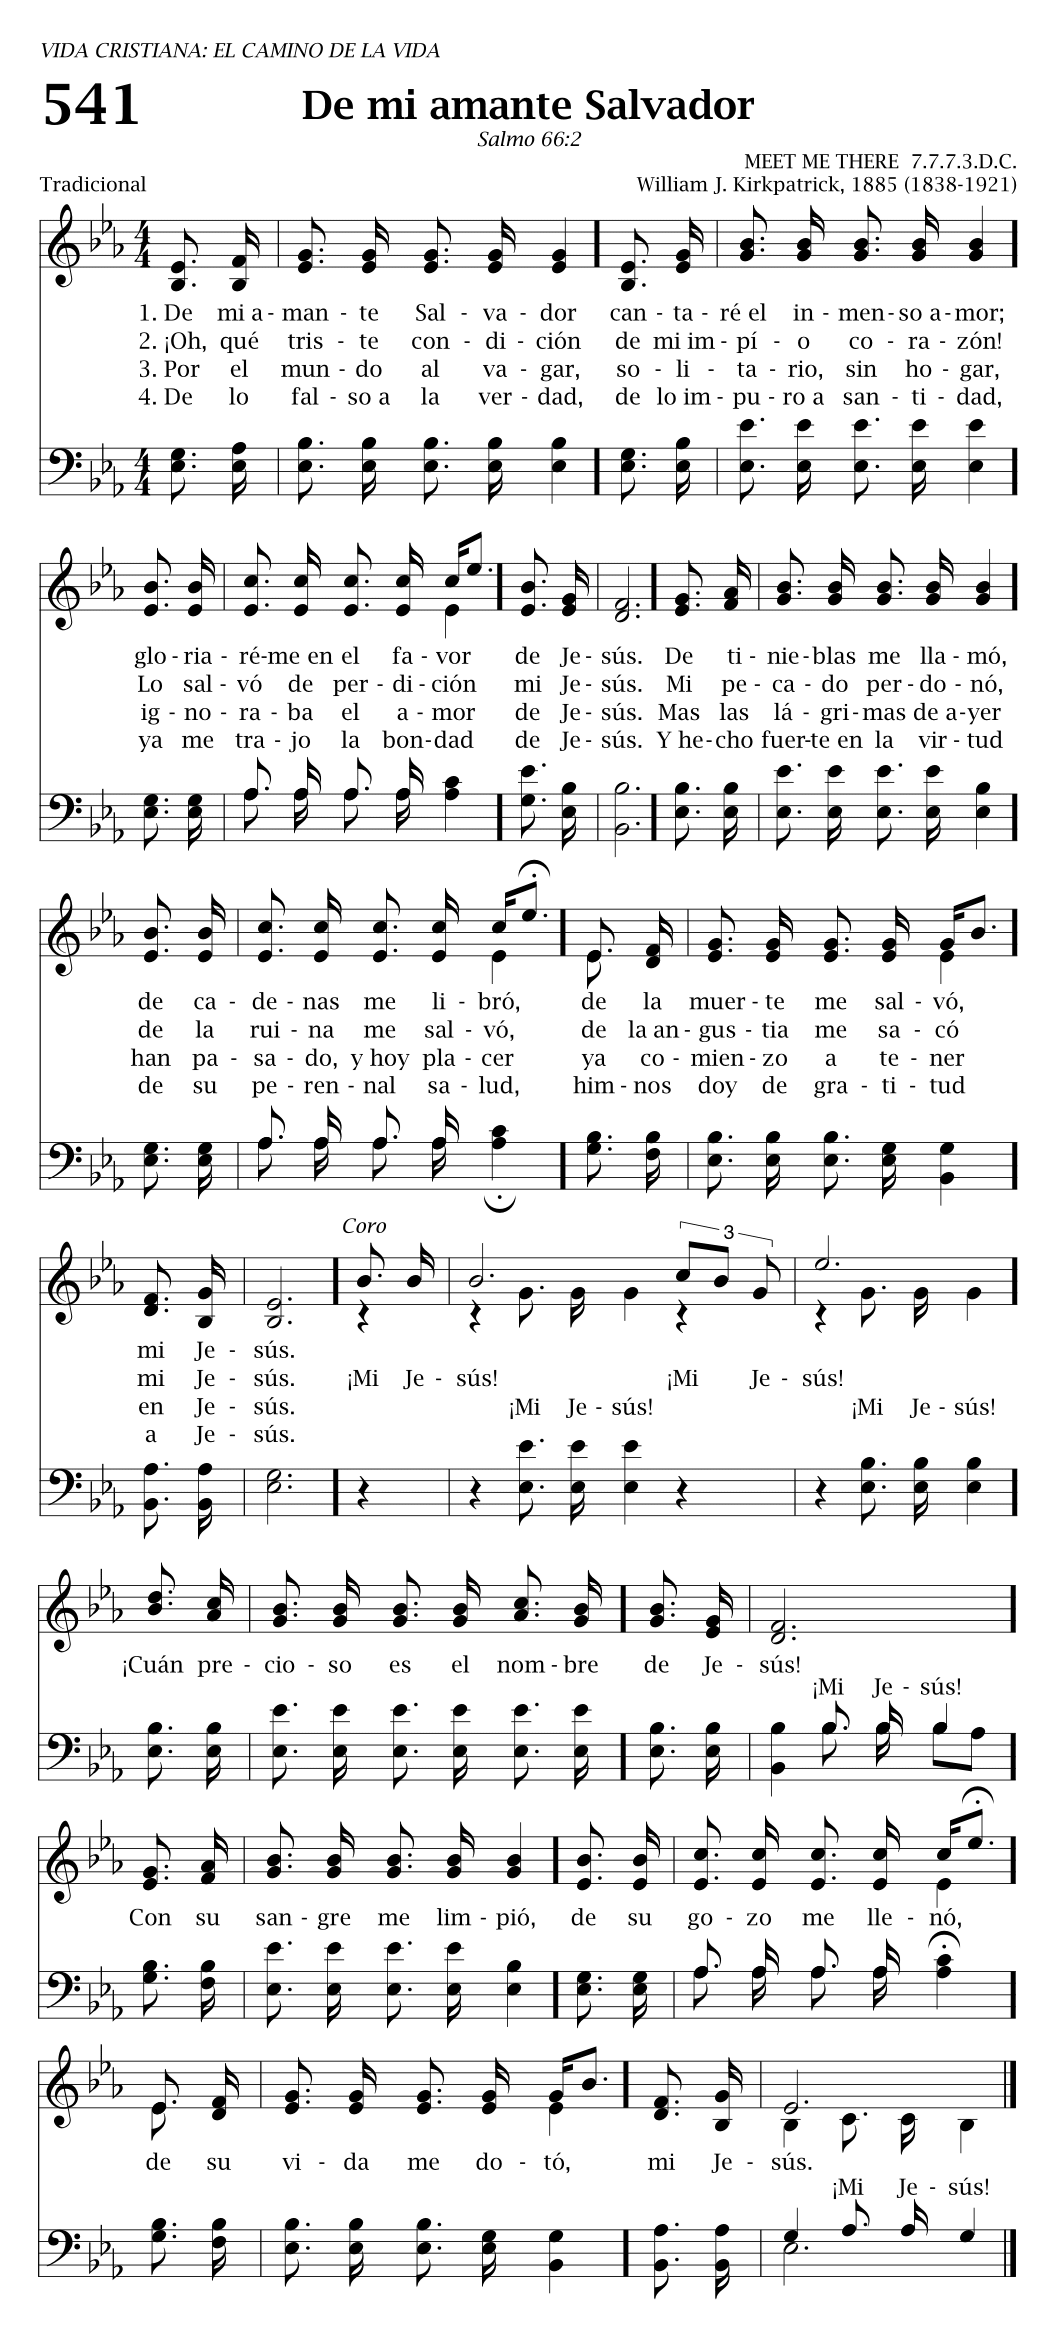 VIDA CRISTIANA: EL CAMINO DE LA VIDA
541 De mi amante Salvador
Salmo 66:2
MEET ME THERE 7.7.7.3.D.C.
Tradicional William J. Kirkpatrick, 1885 (1838-1921)
1. De mi a - man - te Sal - va - dor can - ta - ré el in - men - so a - mor;
2. ¡Oh, qué tris - te con - di - ción de mi im - pí - o co - ra - zón!
3. Por el mun - do al va - gar, so - li - ta - rio, sin ho - gar,
4. De lo fal - so a la ver - dad, de lo im - pu - ro a san - ti - dad,
glo - ria - ré-me en el fa - vor de Je - sús. De ti - nie - blas me lla - mó,
Lo sal - vó de per - di - ción mi Je - sús. Mi pe - ca - do per - do - nó,
ig - no - ra - ba el a - mor de Je - sús. Mas las lá - gri - mas de a - yer
ya me tra - jo la bon - dad de Je - sús. Y he - cho fuer - te en la vir - tud
de ca - de - nas me li - bró, de la muer - te me sal - vó,
de la rui - na me sal - vó, de la an - gus - tia me sa - có
han pa - sa - do, y hoy pla - cer ya co - mien - zo a te - ner
de su pe - ren - nal sa - lud, him - nos doy de gra - ti - tud
Coro
3
mi Je - sús.
mi Je - sús. ¡Mi Je - sús! ¡Mi Je - sús!
en Je - sús. ¡Mi Je - sús! ¡Mi Je - sús!
a Je - sús.
¡Cuán pre - cio - so es el nom - bre de Je - sús!
¡Mi Je - sús!
Con su san - gre me lim - pió, de su go - zo me lle - nó,
de su vi - da me do - tó, mi Je - sús.
¡Mi Je - sús!